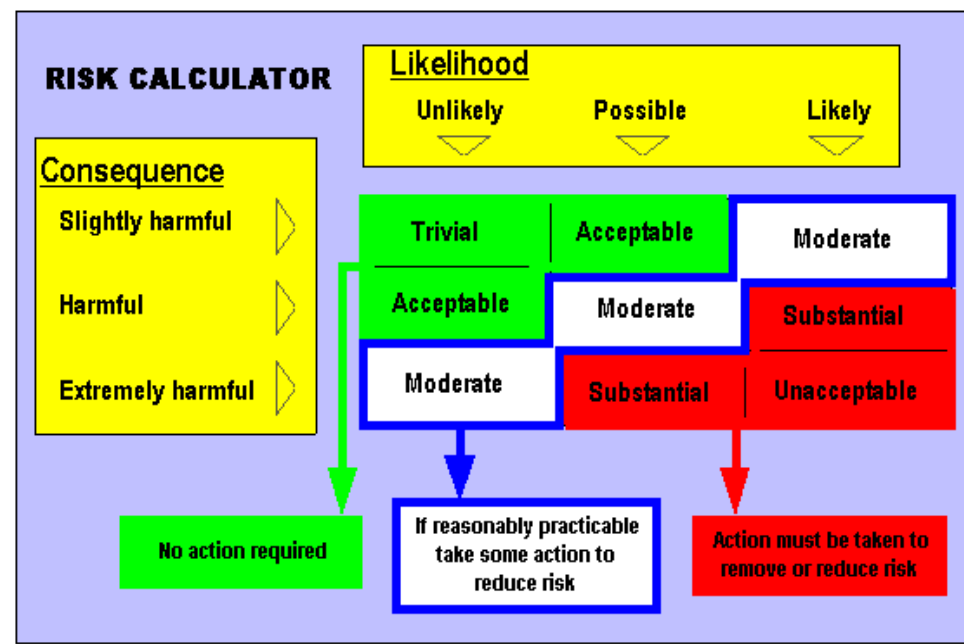 RISK CALCULATOR
Likelihood
Unlikely Possible Likely
Consequence
Slightly harmful
Trivial Acceptable Moderate
Harmful
Acceptable Moderate Substantial
Extremely harmful
Moderate Substantial Unacceptable
No action required
If reasonably practicable
take some action to
reduce risk
Action must be taken to
remove or reduce risk